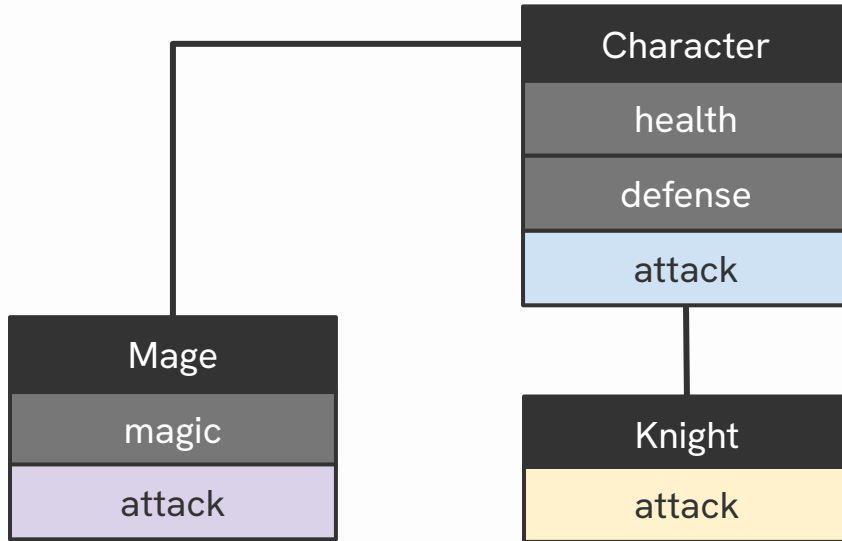 Character
health
defense
attack
Mage
magic
attack
Knight
attack